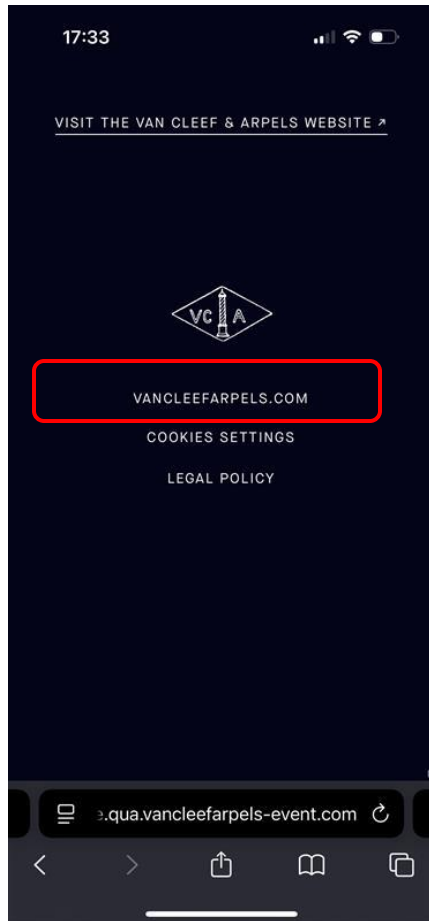 17:33
VISIT THE VAN CLEEF & ARPELS WEBSITE ↗
VC A
VANCLEEFARPELS.COM
COOKIES SETTINGS
LEGAL POLICY
.qua.vancleefarpels-event.com